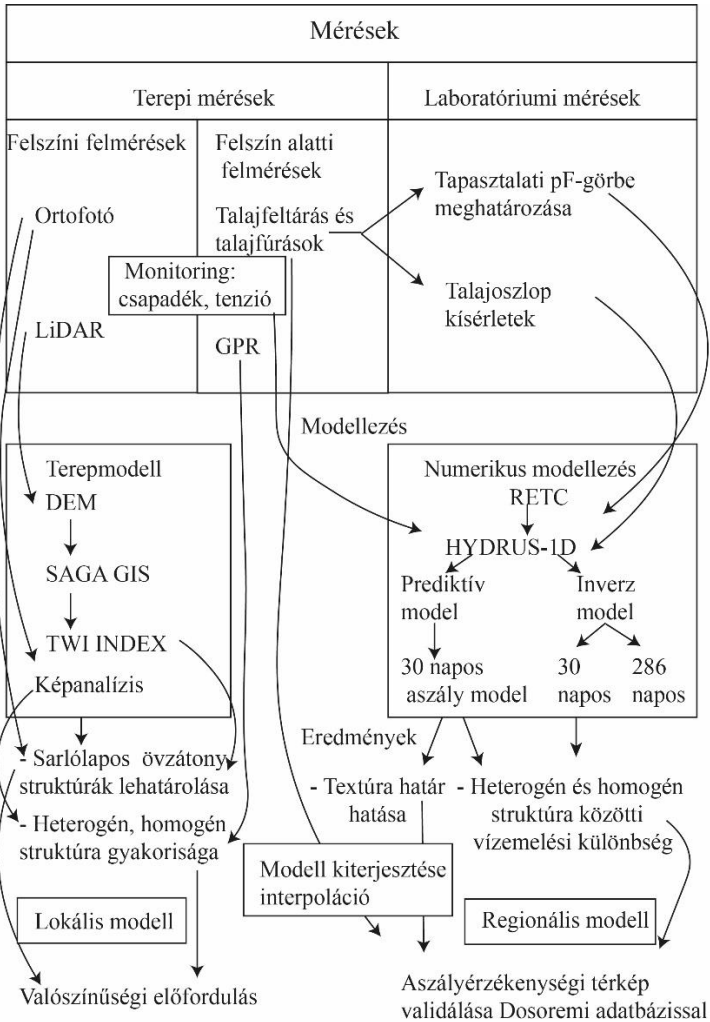 Mérések
Terepi mérések
Laboratóriumi mérések
Felszíni felmérések
Felszín alatti
felmérések
Ortofotó
Talajfeltárás és
talajfúrások
Tapasztalati pF-görbe
meghatározása
Monitoring:
csapadék, tenzió
Talajoszlop
kísérletek
LiDAR
GPR
Modellezés
Terepmodell
DEM
SAGA GIS
TWI INDEX
Képanalízis
Numerikus modellezés
RETC
HYDRUS-1D
Prediktív
model
Inverz
model
30 napos
aszály model
30
napos
286
napos
Eredmények
- Sarlólapos övzátony
struktúrák lehatárolása
- Heterogén, homogén
struktúra gyakorisága
- Textúra határ
hatása
- Heterogén és homogén
struktúra közötti
vízemelési különbség
Modell kiterjesztése
interpoláció
Lokális modell
Regionális modell
Valószínűségi előfordulás
Aszályérzékenységi térkép
validálása Dosoremi adatbázissal